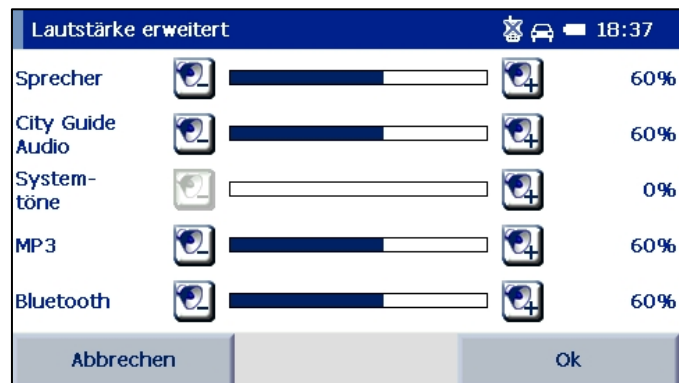 Lautstärke erweitert 18:37
Sprecher 60%
City Guide
Audio 60%
System-
töne 0%
MP3 60%
Bluetooth 60%
Abbrechen Ok